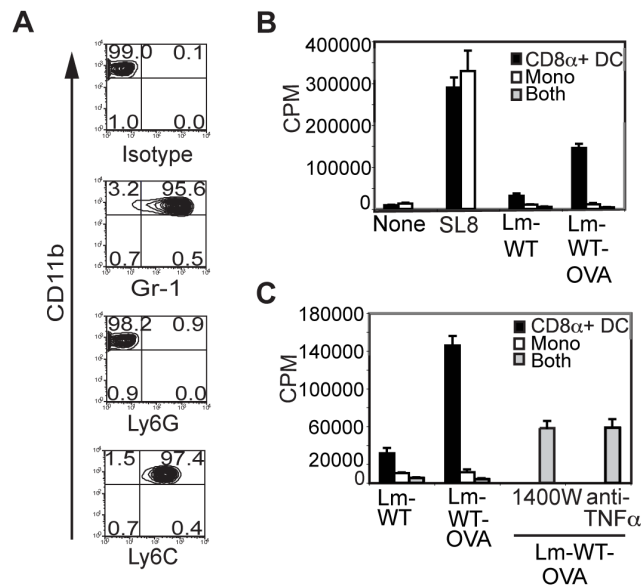 A
CD11b
99.0 0.1
1.0 0.0
Isotype
3.2 95.6
0.7 0.5
Gr-1
98.2 0.9
0.9 0.0
Ly6G
1.5 97.4
0.7 0.4
Ly6C
B
CPM
400000
300000
200000
100000
0
CD8α+ DC
Mono
Both
None
SL8
Lm-
WT
Lm-
WT-
OVA
C
CPM
180000
140000
100000
60000
20000
CD8α+ DC
Mono
Both
Lm-
WT
Lm-
WT-
OVA
1400W
anti-
TNFα
Lm-WT-
OVA